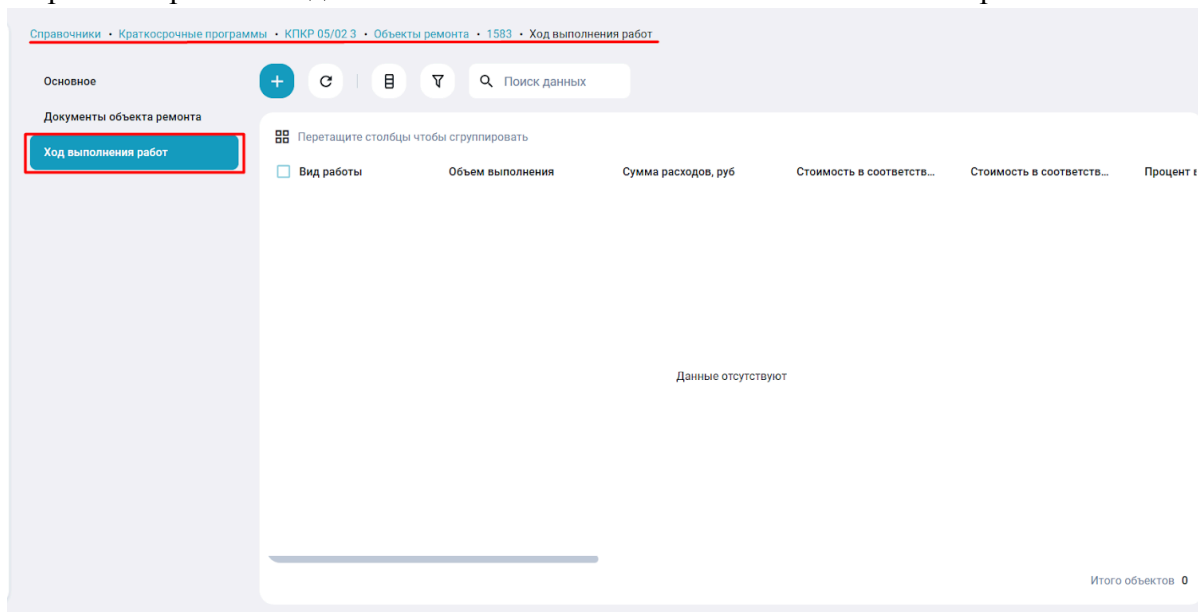 Справочники • Краткосрочные программы • КПКР 05/02 3 • Объекты ремонта • 1583 • Ход выполнения работ
Основное
Поиск данных
Документы объекта ремонта
Перетащите столбцы чтобы сгруппировать
Ход выполнения работ
Вид работы Объем выполнения Сумма расходов, руб Стоимость в соответств... Стоимость в соответств... Процент в
Данные отсутствуют
Итого объектов 0